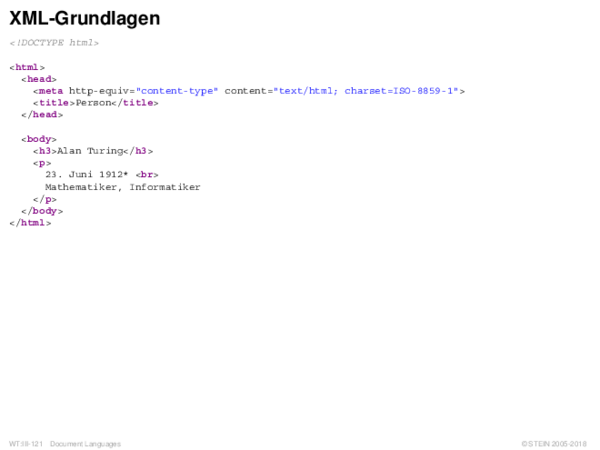 XML-Grundlagen
<!DOCTYPE html>
<html>
<head>
<meta http-equiv="content-type" content="text/html; charset=ISO-8859-1">
<title>Person</title>
</head>
<body>
<h3>Alan Turing</h3>
<p>
23. Juni 1912* <br>
Mathematiker, Informatiker
</p>
</body>
</html>
WT:III-121 Document Languages
© STEIN 2005-2018